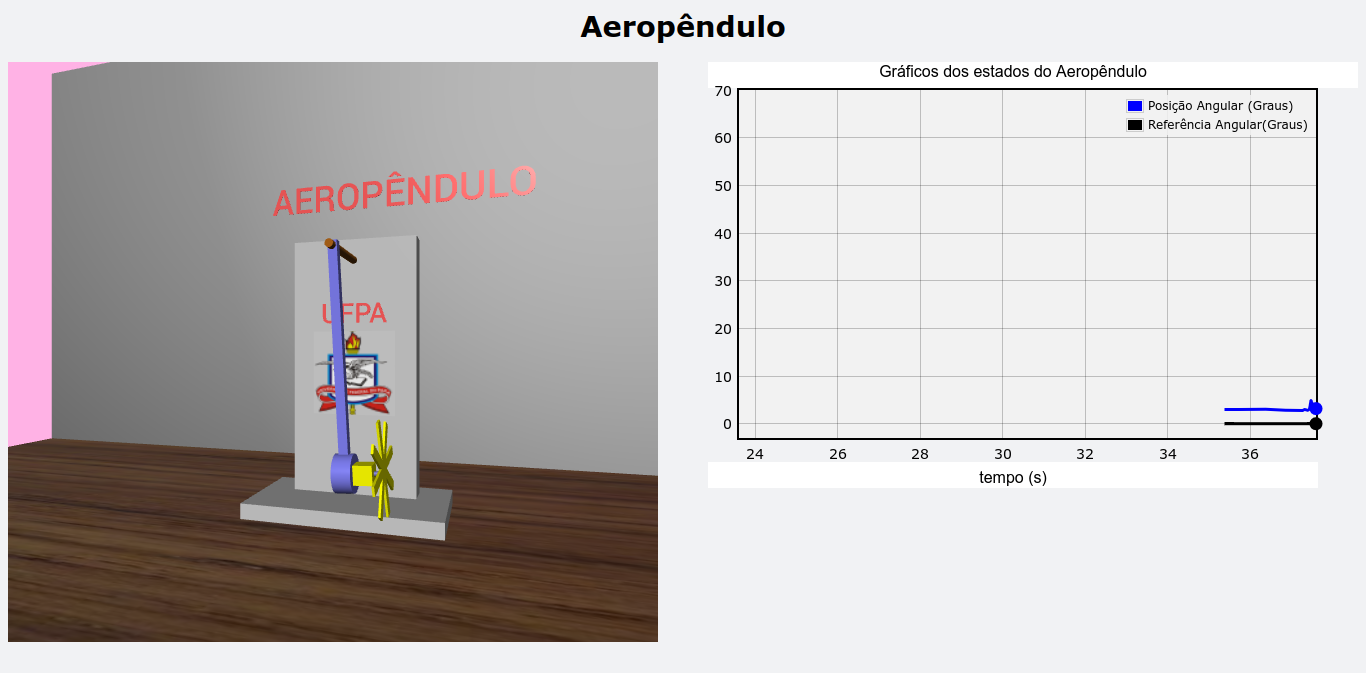 Aeropêndulo
AEROPÊNDULO
UFPA
Gráficos dos estados do Aeropêndulo
Posição Angular (Graus)
Referência Angular(Graus)
70
60
50
40
30
20
10
0
24 26 28 30 32 34 36
tempo (s)